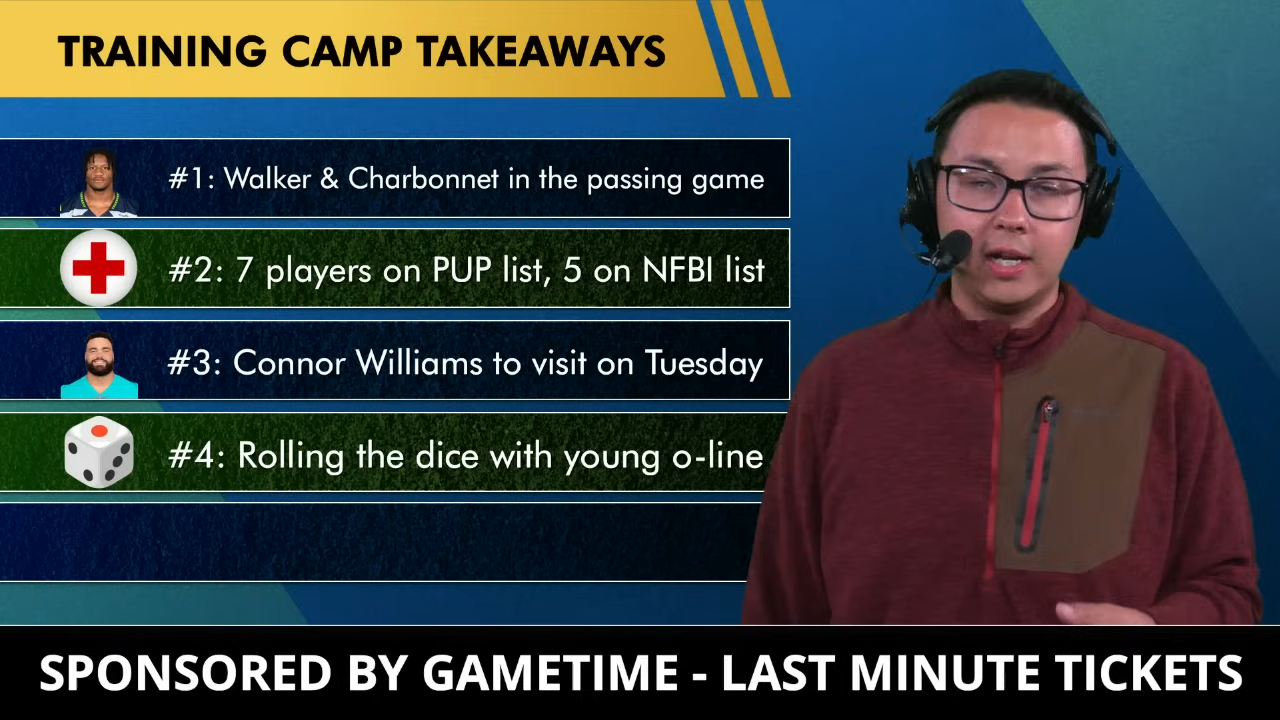 TRAINING CAMP TAKEAWAYS
#1: Walker & Charbonnet in the passing game
#2: 7 players on PUP list, 5 on NFBI list
#3: Connor Williams to visit on Tuesday
#4: Rolling the dice with young o-line
SPONSORED BY GAMETIME - LAST MINUTE TICKETS